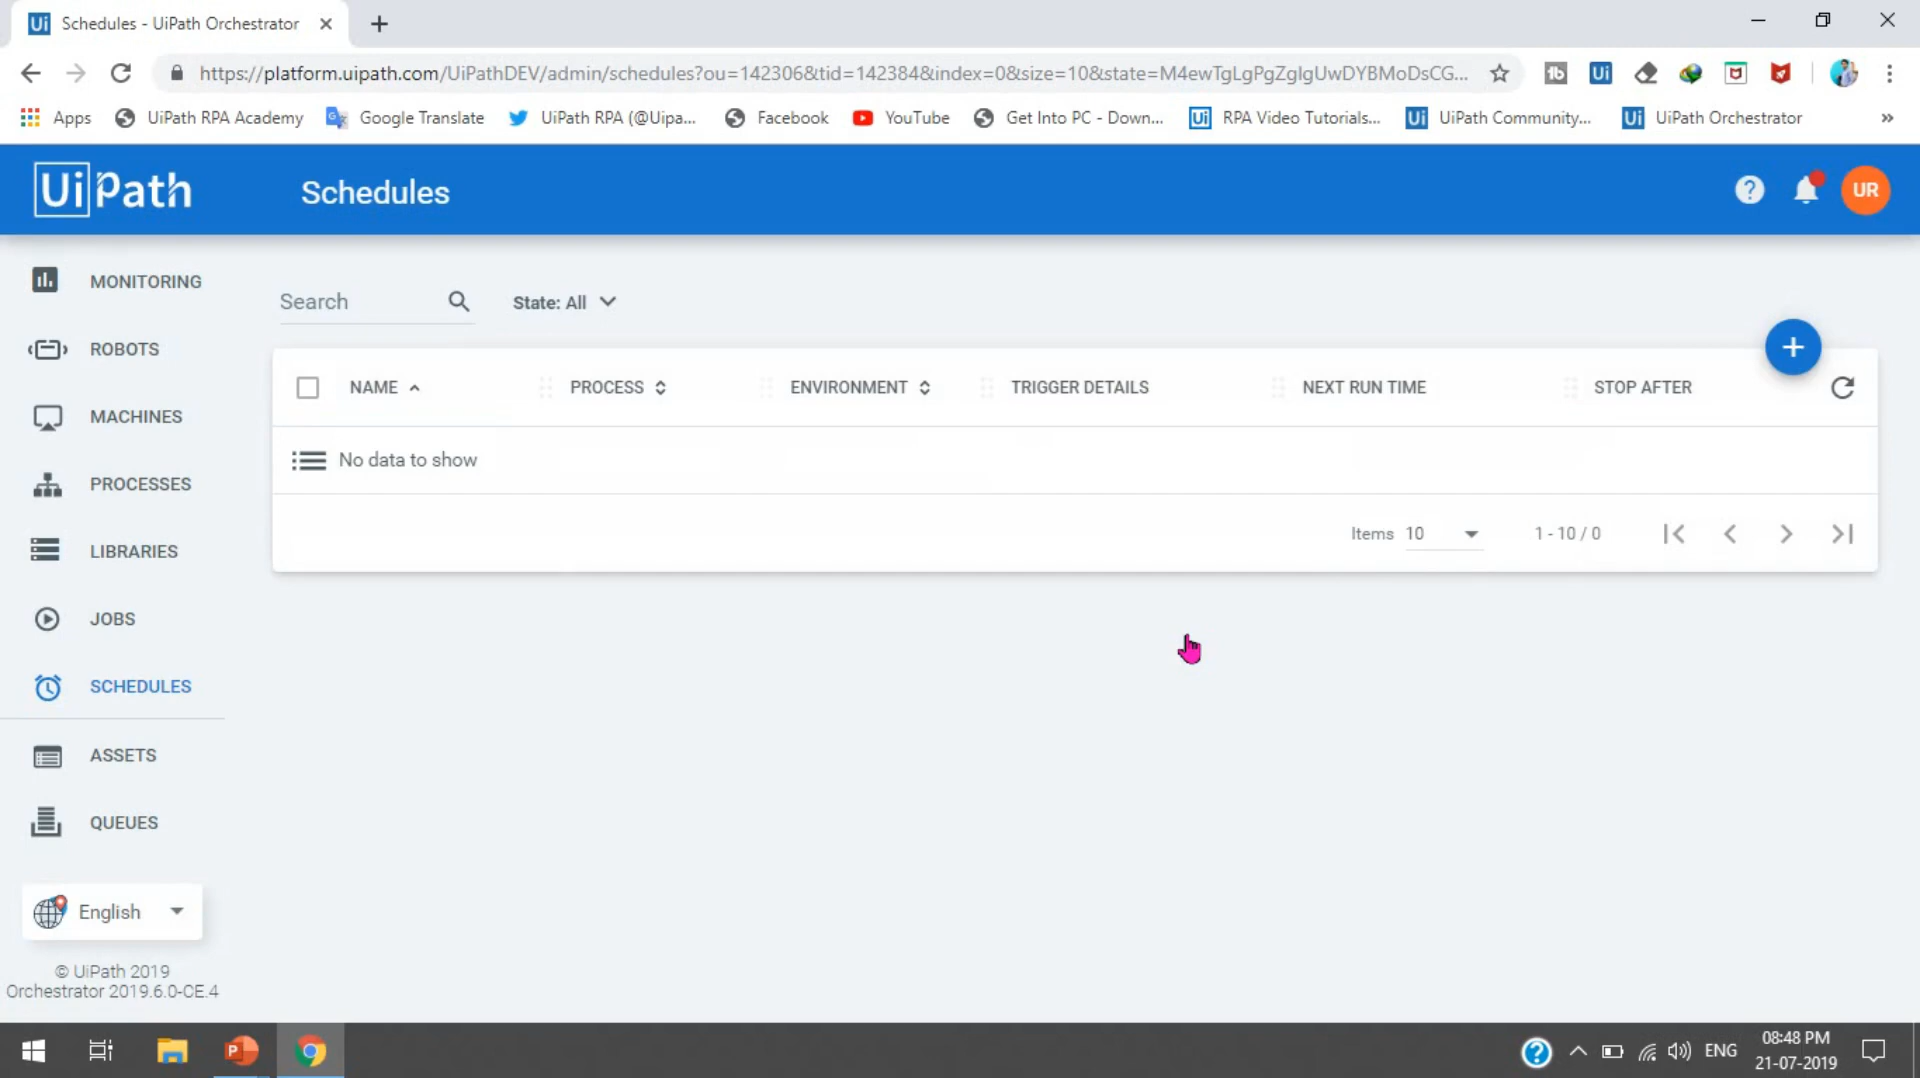 Ui Schedules - UiPath Orchestrator
https://platform.uipath.com/UiPathDEV/admin/schedules?ou=142306&tid=142384&index=0&size=10&state=M4ewTgLgPgZglgUwDYBMoDsCG...
Apps UiPath RPA Academy Google Translate UiPath RPA (@Uipa... Facebook YouTube Get Into PC - Down... Ui RPA Video Tutorials... Ui UiPath Community... Ui UiPath Orchestrator »
UiPath Schedules UR
MONITORING
ROBOTS
MACHINES
PROCESSES
LIBRARIES
JOBS
SCHEDULES
ASSETS
QUEUES
English
© UiPath 2019
Orchestrator 2019.6.0-CE.4
Search State: All
NAME PROCESS ENVIRONMENT TRIGGER DETAILS NEXT RUN TIME STOP AFTER
No data to show
Items 10 1 - 10 / 0
ENG 08:48 PM
21-07-2019